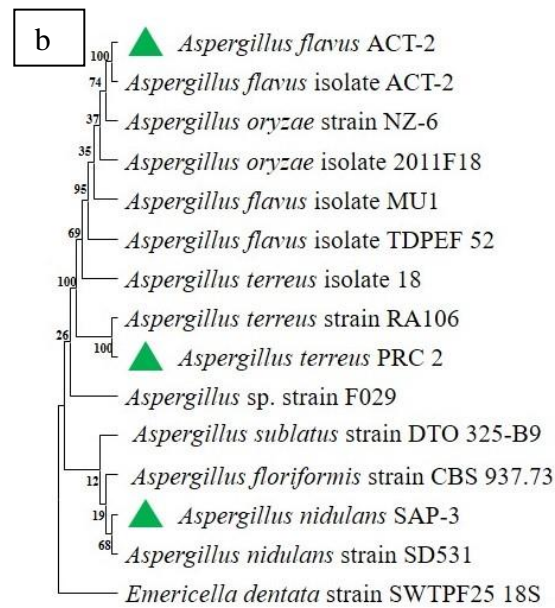 b
100 Aspergillus flavus ACT-2
74 Aspergillus flavus isolate ACT-2
37 Aspergillus oryzae strain NZ-6
35 Aspergillus oryzae isolate 2011F18
95 Aspergillus flavus isolate MU1
69 Aspergillus flavus isolate TDPEF 52
100 Aspergillus terreus isolate 18
26 Aspergillus terreus strain RA106
100 Aspergillus terreus PRC 2
Aspergillus sp. strain F029
Aspergillus sublatus strain DTO 325-B9
12 Aspergillus floriformis strain CBS 937.73
19 Aspergillus nidulans SAP-3
68 Aspergillus nidulans strain SD531
Emericella dentata strain SWTPF25 18S